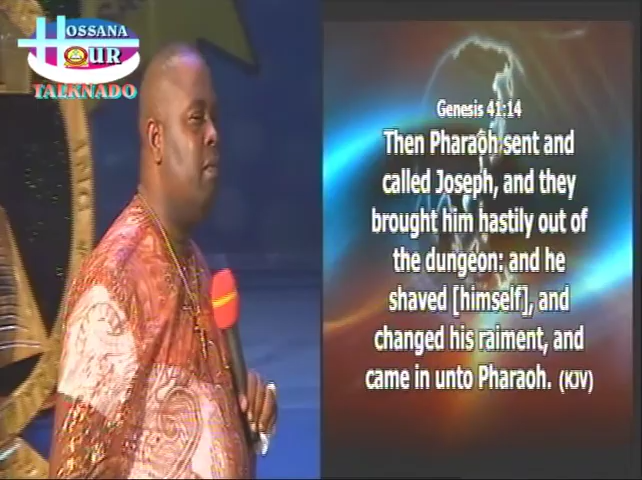 HOSSANA
HOUR
TALKNADO
Genesis 41:14
Then Pharaoh sent and
called Joseph, and they
brought him hastily out of
the dungeon: and he
shaved [himself], and
changed his raiment, and
came in unto Pharaoh. (KJV)